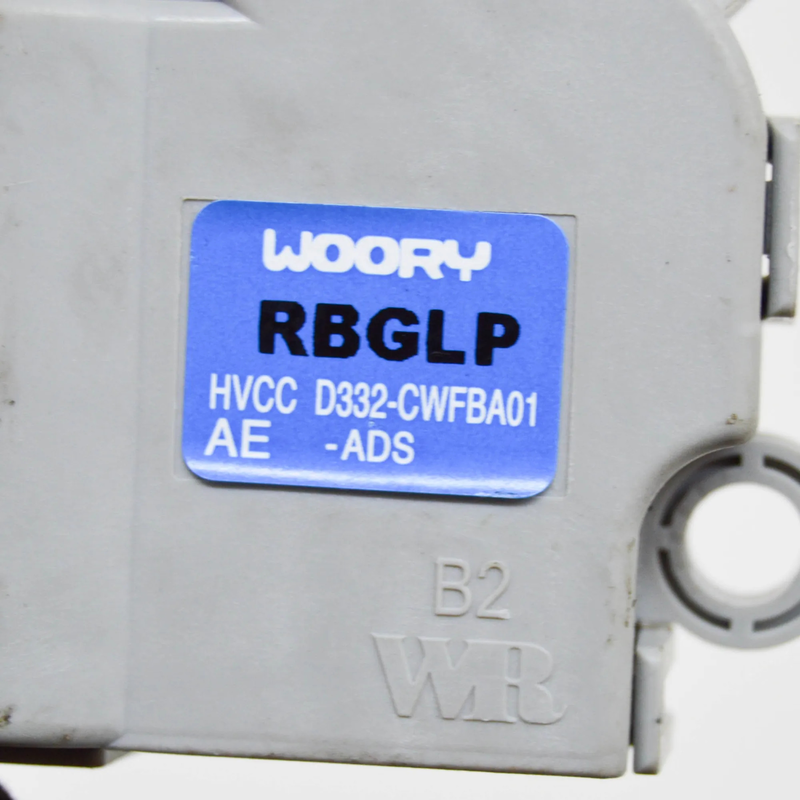 WOORY
RBGLP
HVCC D332-CWFBA01
AE -ADS
B2
WR